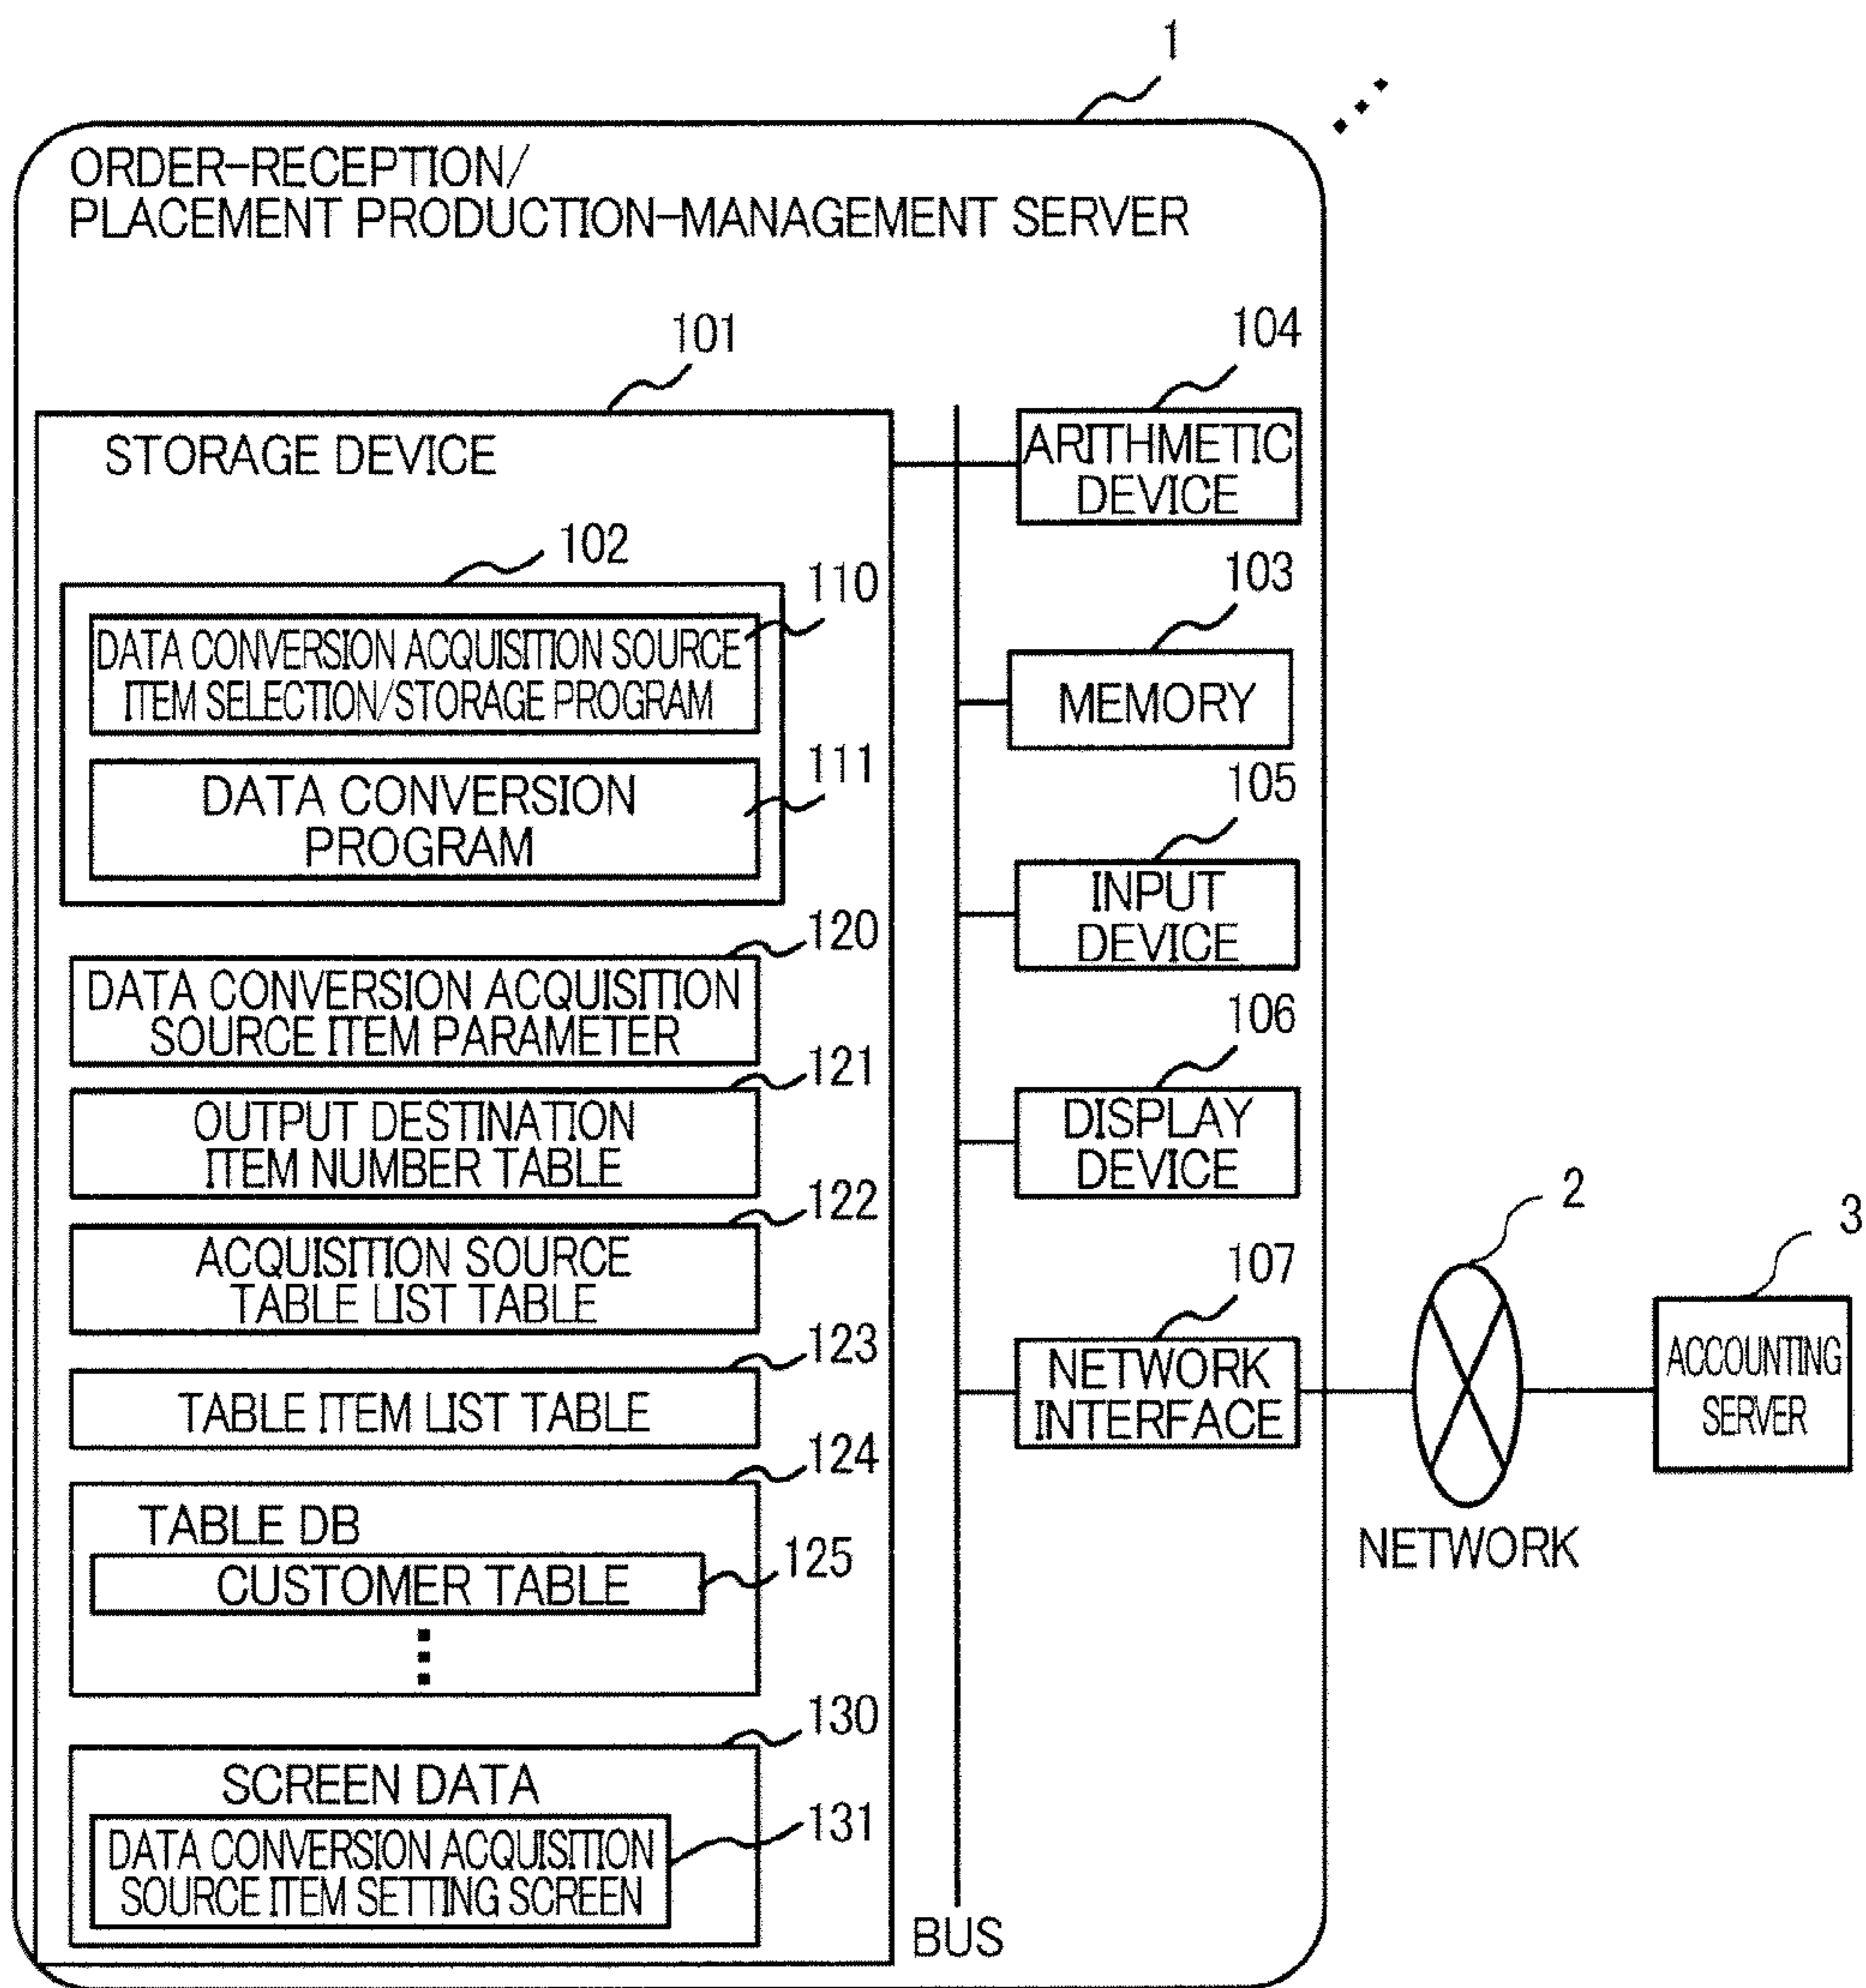 1
ORDER-RECEPTION/
PLACEMENT PRODUCTION-MANAGEMENT SERVER
101
STORAGE DEVICE
102
110
DATA CONVERSION ACQUISITION SOURCE
ITEM SELECTION/STORAGE PROGRAM
111
DATA CONVERSION
PROGRAM
120
DATA CONVERSION ACQUISITION
SOURCE ITEM PARAMETER
121
OUTPUT DESTINATION
ITEM NUMBER TABLE
122
ACQUISITION SOURCE
TABLE LIST TABLE
123
TABLE ITEM LIST TABLE
124
TABLE DB
CUSTOMER TABLE
125
130
SCREEN DATA
131
DATA CONVERSION ACQUISITION
SOURCE ITEM SETTING SCREEN
BUS
104
ARITHMETIC
DEVICE
103
MEMORY
105
INPUT
DEVICE
106
DISPLAY
DEVICE
107
NETWORK
INTERFACE
2
NETWORK
3
ACCOUNTING
SERVER